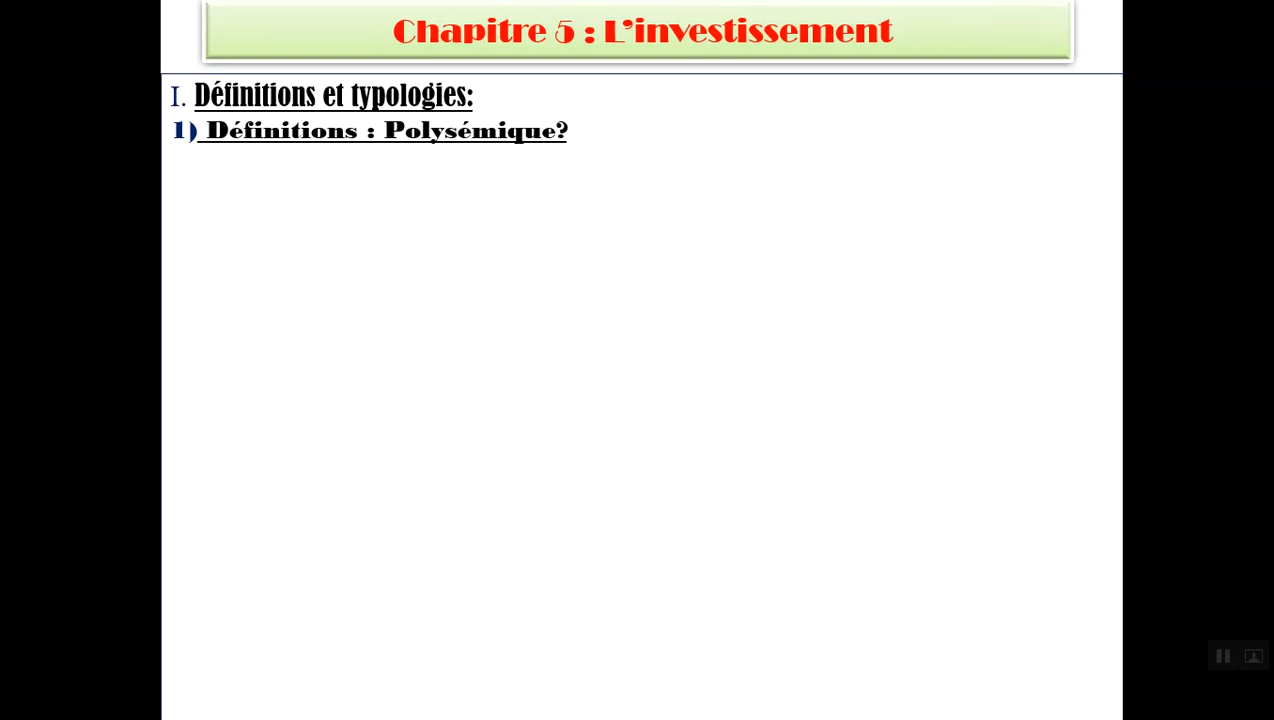 Chapitre 5 : L'investissement
I. Définitions et typologies:
1) Définitions : Polysémique?